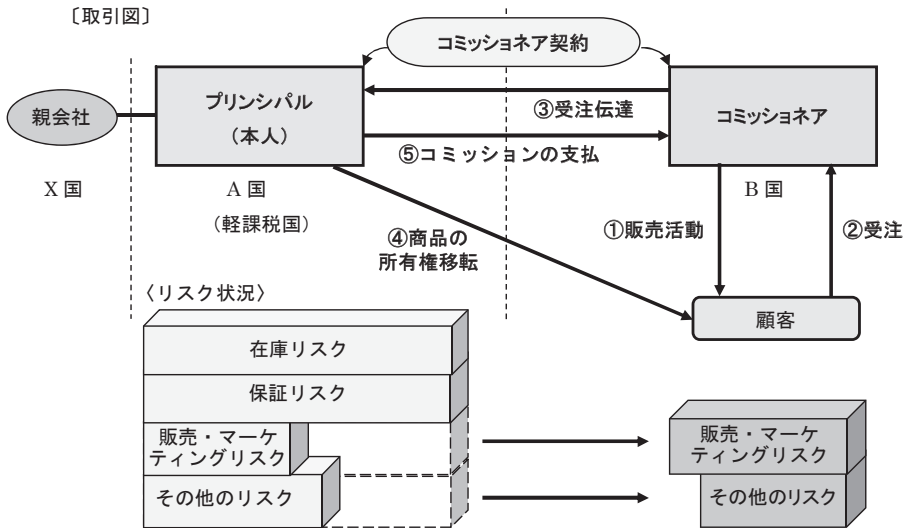 〔取引図〕
コミッショネア契約
親会社
プリンシパル
（本人）
コミッショネア
③受注伝達
⑤コミッションの支払
X 国
A 国
（軽課税国）
B 国
①販売活動
②受注
④商品の
所有権移転
顧客
〈リスク状況〉
在庫リスク
保証リスク
販売・マーケ
ティングリスク
その他のリスク
販売・マーケ
ティングリスク
その他のリスク